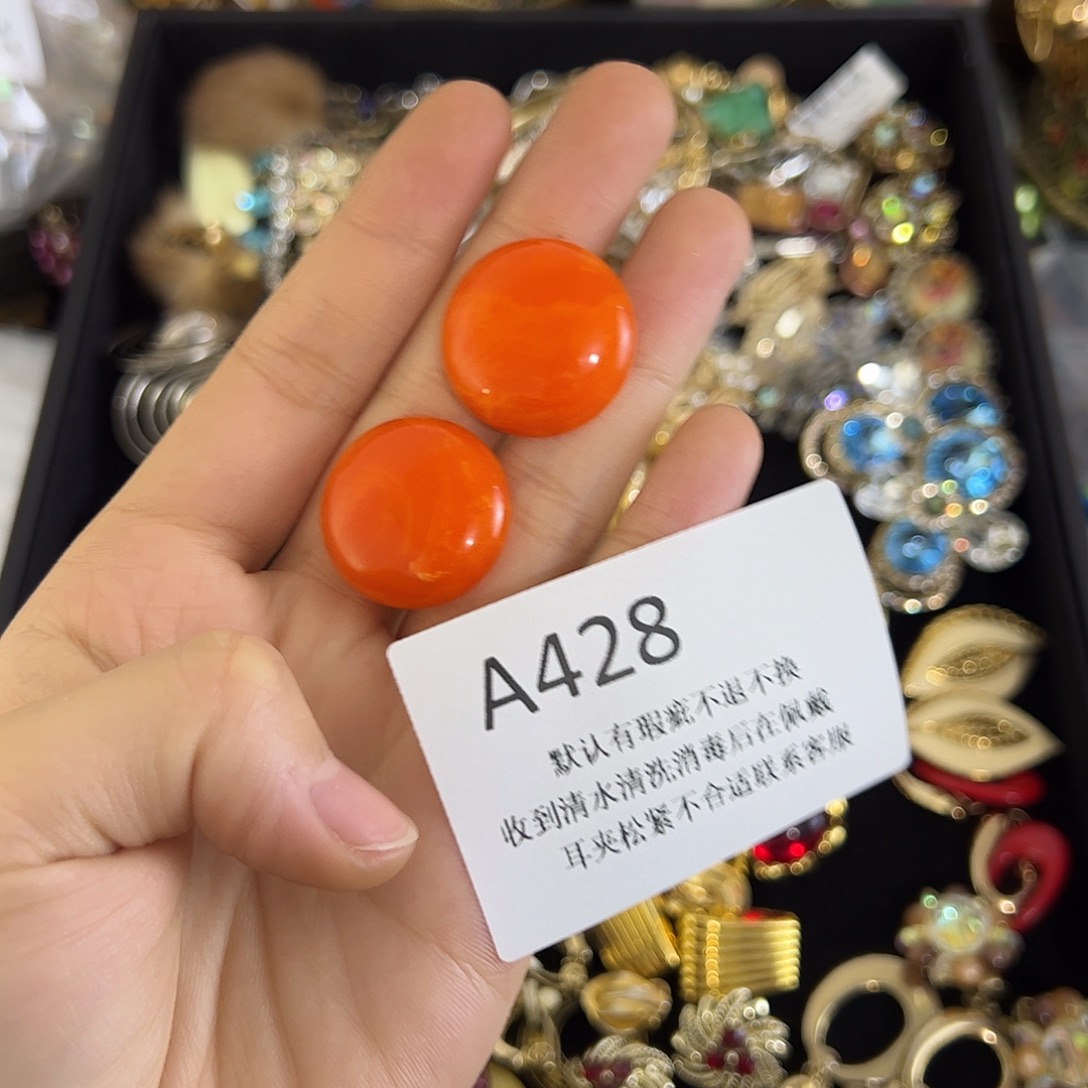 A428
默认有瑕疵不退不换
收到清水清洗消毒后在佩戴
耳夹松紧不合适联系客服